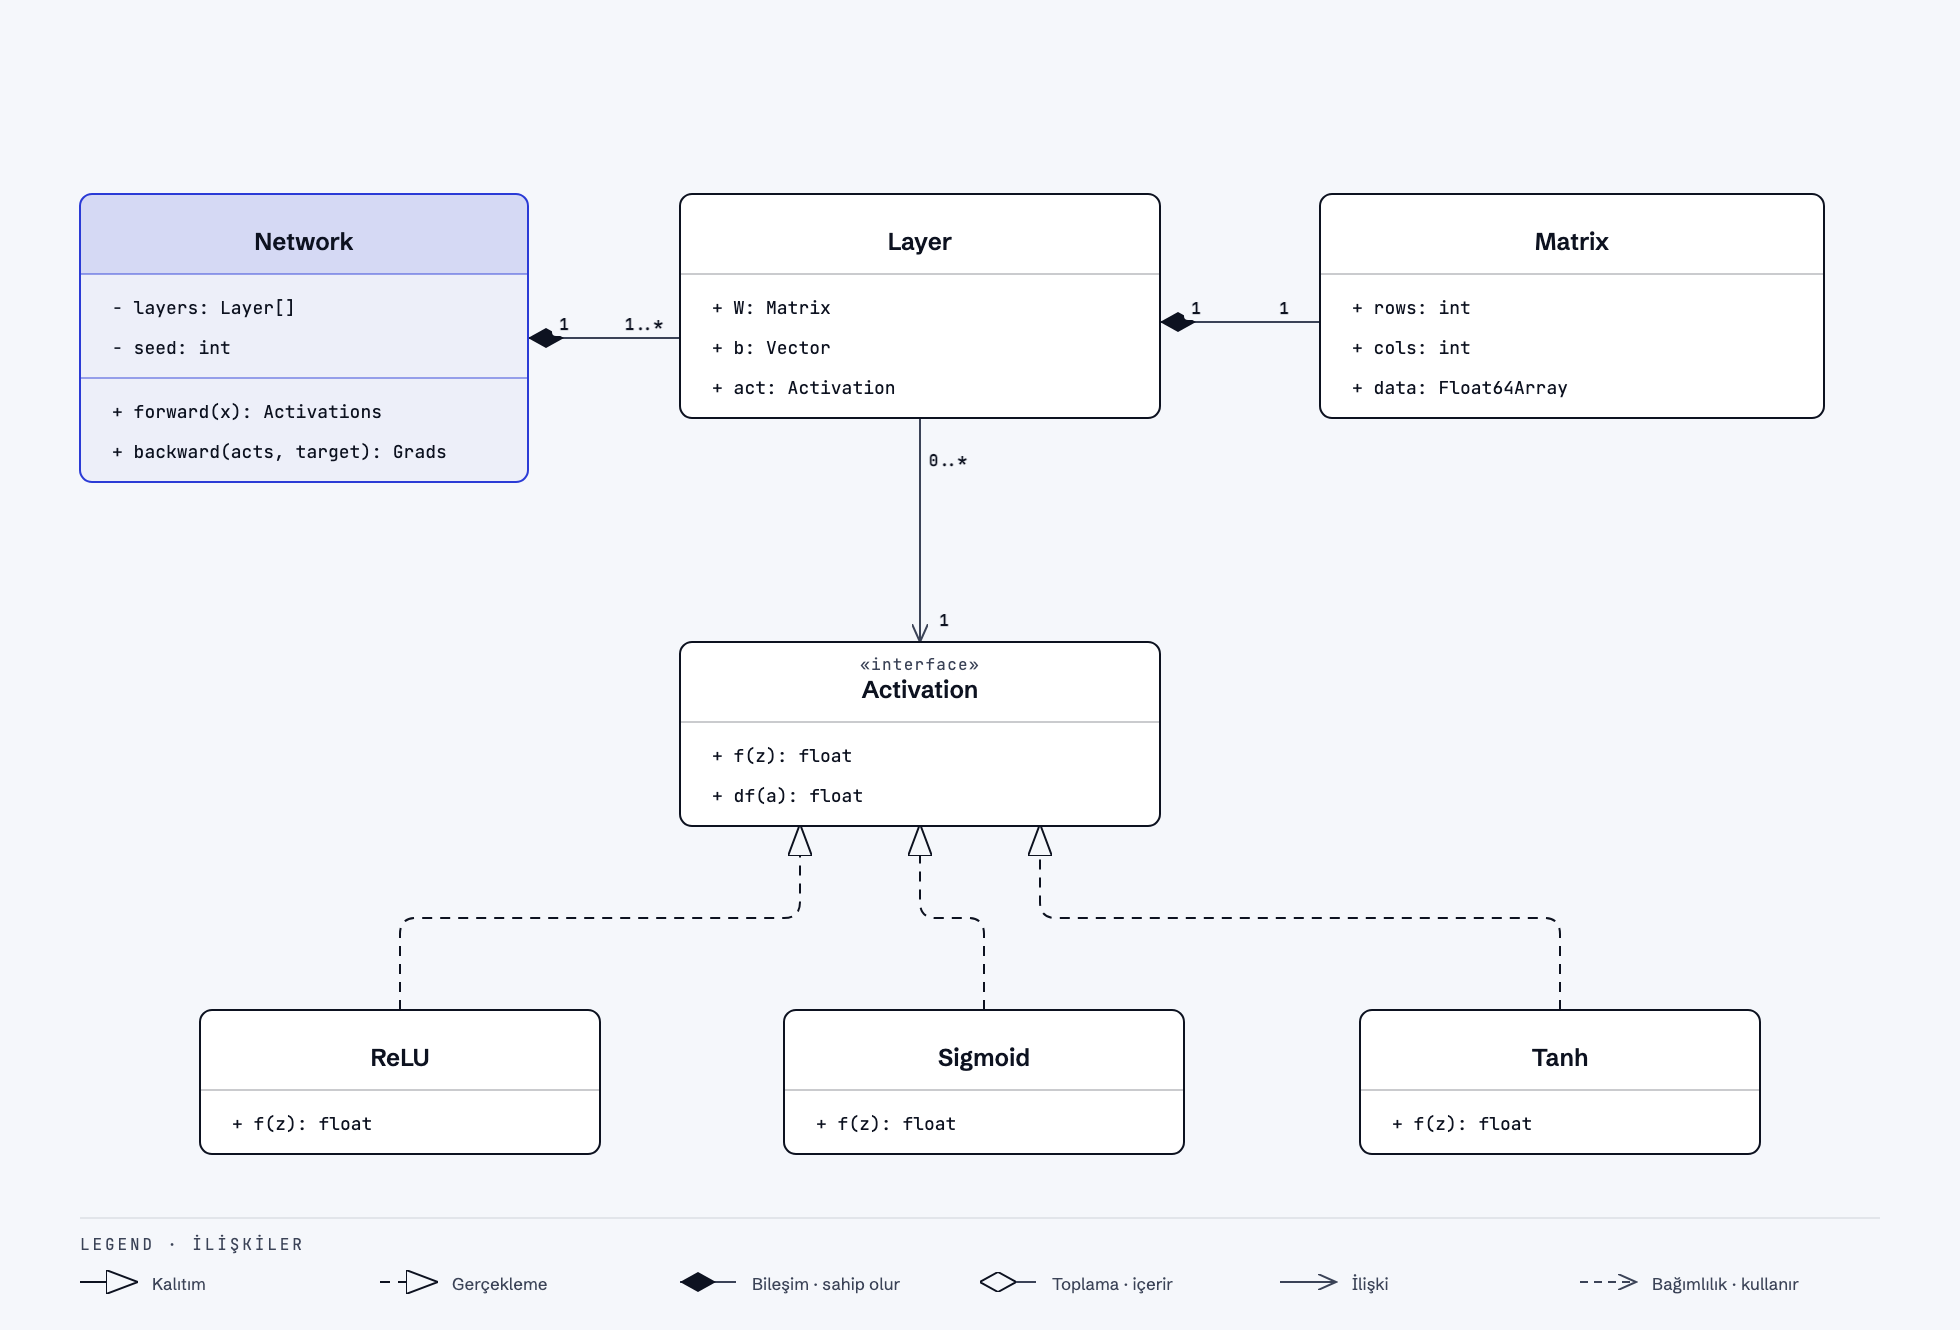 Network
- layers: Layer[]
- seed: int
+ forward(x): Activations
+ backward(acts, target): Grads
1
1..*
Layer
+ W: Matrix
+ b: Vector
+ act: Activation
1
1
Matrix
+ rows: int
+ cols: int
+ data: Float64Array
0..*
1
«interface»
Activation
+ f(z): float
+ df(a): float
ReLU
+ f(z): float
Sigmoid
+ f(z): float
Tanh
+ f(z): float
LEGEND · İLİŞKİLER
Kalıtım
Gerçekleme
Bileşim · sahip olur
Toplama · içerir
İlişki
Bağımlılık · kullanır